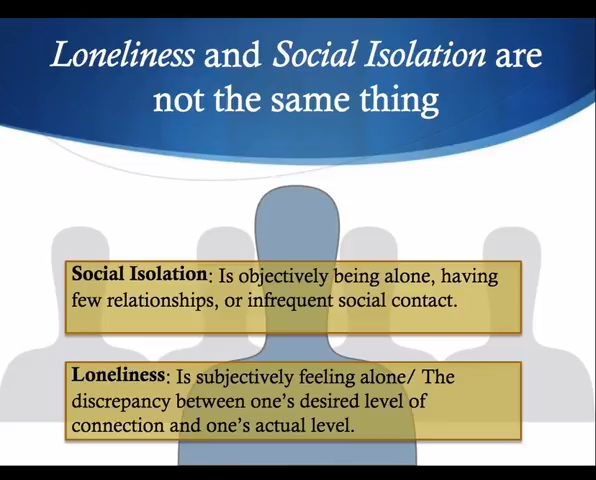 Loneliness and Social Isolation are
not the same thing
Social Isolation: Is objectively being alone, having
few relationships, or infrequent social contact.
Loneliness: Is subjectively feeling alone/ The
discrepancy between one’s desired level of
connection and one’s actual level.